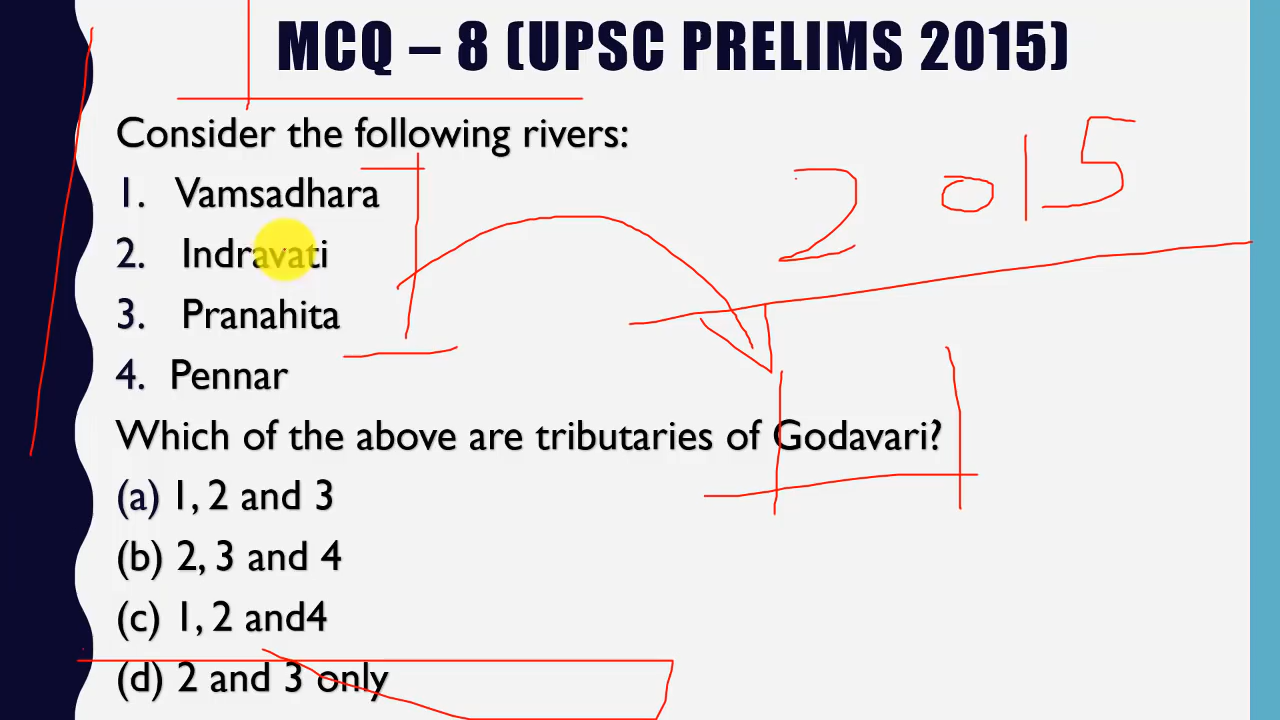 MCQ – 8 (UPSC PRELIMS 2015)
Consider the following rivers:
1. Vamsadhara
2. Indravati
3. Pranahita
4. Pennar
Which of the above are tributaries of Godavari?
(a) 1, 2 and 3
(b) 2, 3 and 4
(c) 1, 2 and4
(d) 2 and 3 only
2015